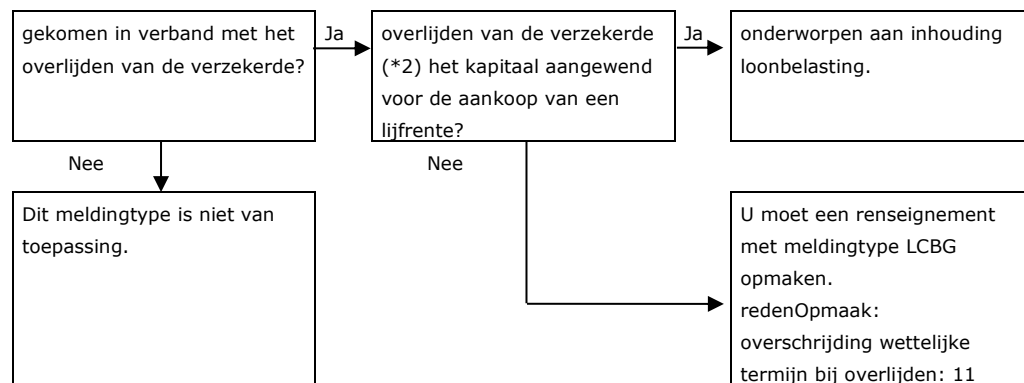 gekomen in verband met het
overlijden van de verzekerde?
Ja
overlijden van de verzekerde
(*2) het kapitaal aangewend
voor de aankoop van een
lijfrente?
Ja
onderworpen aan inhouding
loonbelasting.
Nee
Nee
Dit meldingtype is niet van
toepassing.
U moet een renseignement
met meldingtype LCBG
opmaken.
redenOpmaak:
overschrijding wettelijke
termijn bij overlijden: 11